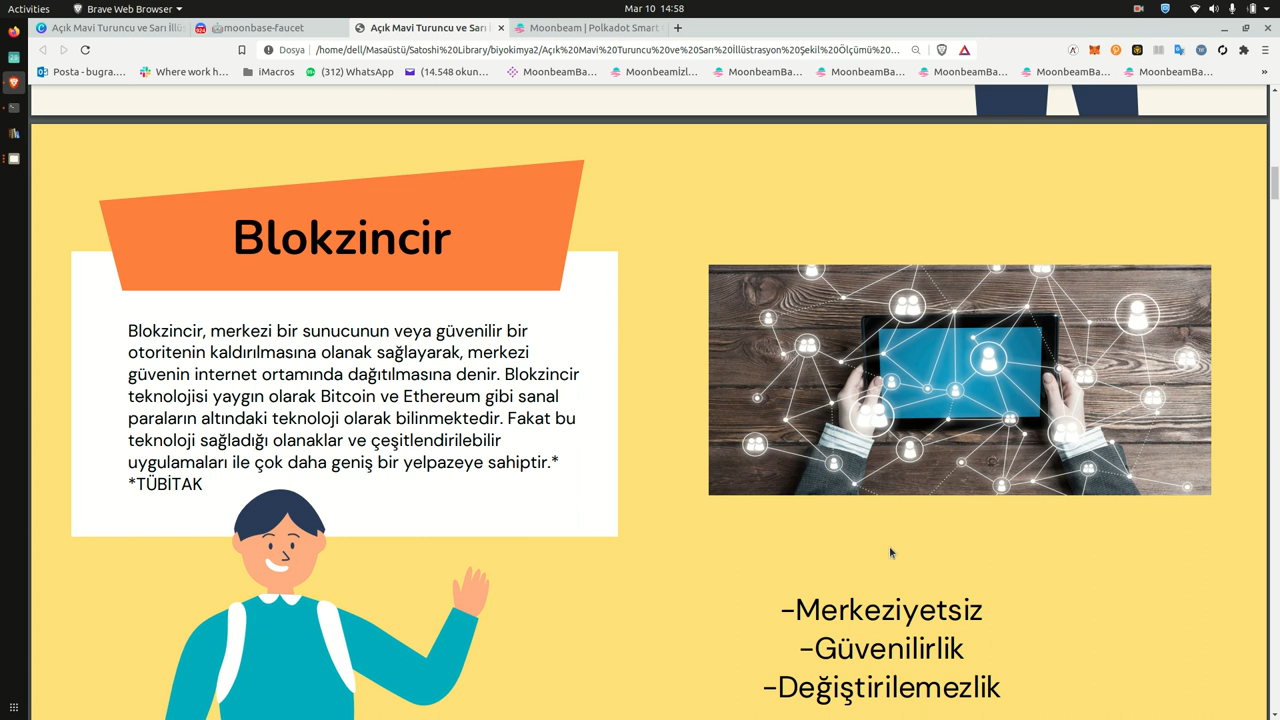 Activities
Brave Web Browser
Mar 10 14:58
Açık Mavi Turuncu ve Sarı İllüs
moonbase-faucet
Açık Mavi Turuncu ve Sarı
Moonbeam | Polkadot Smart
Dosya
/home/dell/Masaüstü/Satoshi%20Library/biyokimya2/Açık%20Mavi%20Turuncu%20ve%20Sarı%20İllüstrasyon%20Şekil%20Ölçümü%20...
Posta - bugra....
Where work h...
iMacros
(312) WhatsApp
(14.548 okun...
MoonbeamBa...
Moonbeamİzl...
MoonbeamBa...
MoonbeamBa...
MoonbeamBa...
MoonbeamBa...
MoonbeamBa...
Blokzincir
Blokzincir, merkezi bir sunucunun veya güvenilir bir
otoritenin kaldırılmasına olanak sağlayarak, merkezi
güvenin internet ortamında dağıtılmasına denir. Blokzincir
teknolojisi yaygın olarak Bitcoin ve Ethereum gibi sanal
paraların altındaki teknoloji olarak bilinmektedir. Fakat bu
teknoloji sağladığı olanaklar ve çeşitlendirilebilir
uygulamaları ile çok daha geniş bir yelpazeye sahiptir.*
*TÜBİTAK
-Merkeziyetsiz
-Güvenilirlik
-Değiştirilemezlik